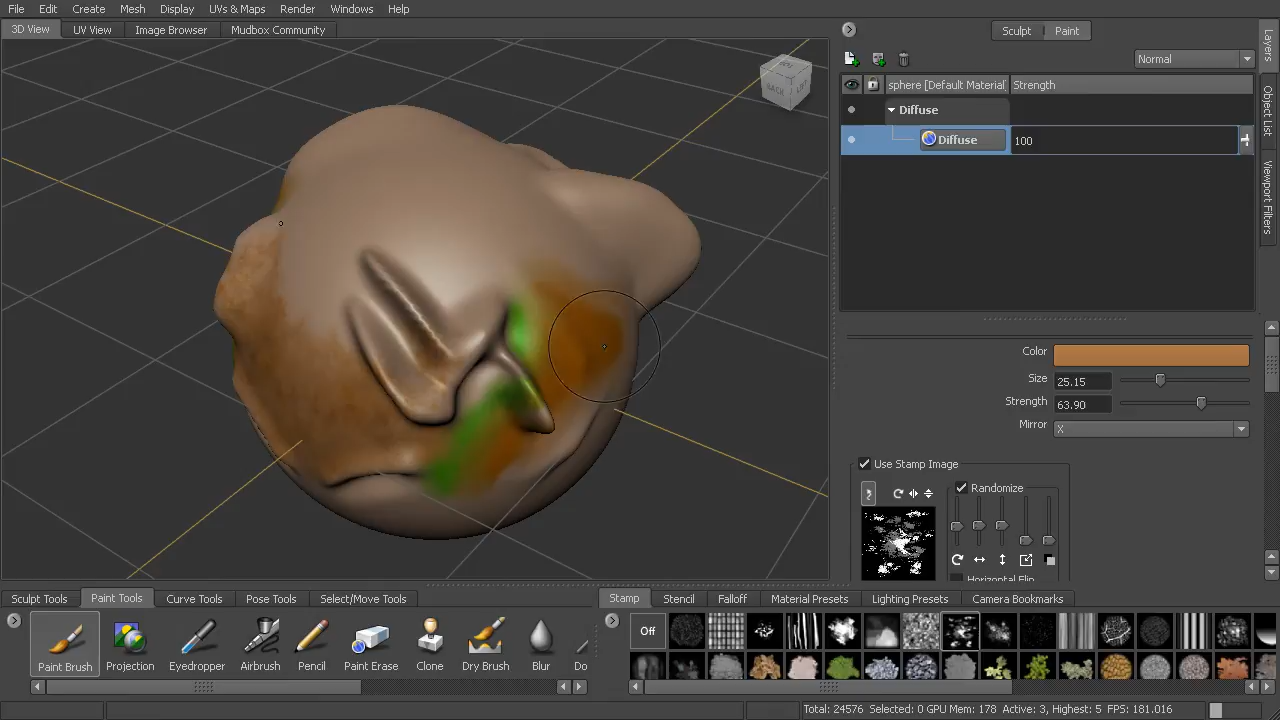 File Edit Create Mesh Display UVs & Maps Render Windows Help
3D View UV View Image Browser Mudbox Community
Sculpt Paint
Normal
sphere [Default Material] Strength
Diffuse
Diffuse 100
Layers
Object List
Viewport Filters
BACK
Color
Size 25.15
Strength 63.90
Mirror X
Use Stamp Image
Randomize
Horizontal Flip
Sculpt Tools Paint Tools Curve Tools Pose Tools Select/Move Tools
Stamp Stencil Falloff Material Presets Lighting Presets Camera Bookmarks
Off
Paint Brush Projection Eyedropper Airbrush Pencil Paint Erase Clone Dry Brush Blur Do
Total: 24576 Selected: 0 GPU Mem: 178 Active: 3, Highest: 5 FPS: 181.016